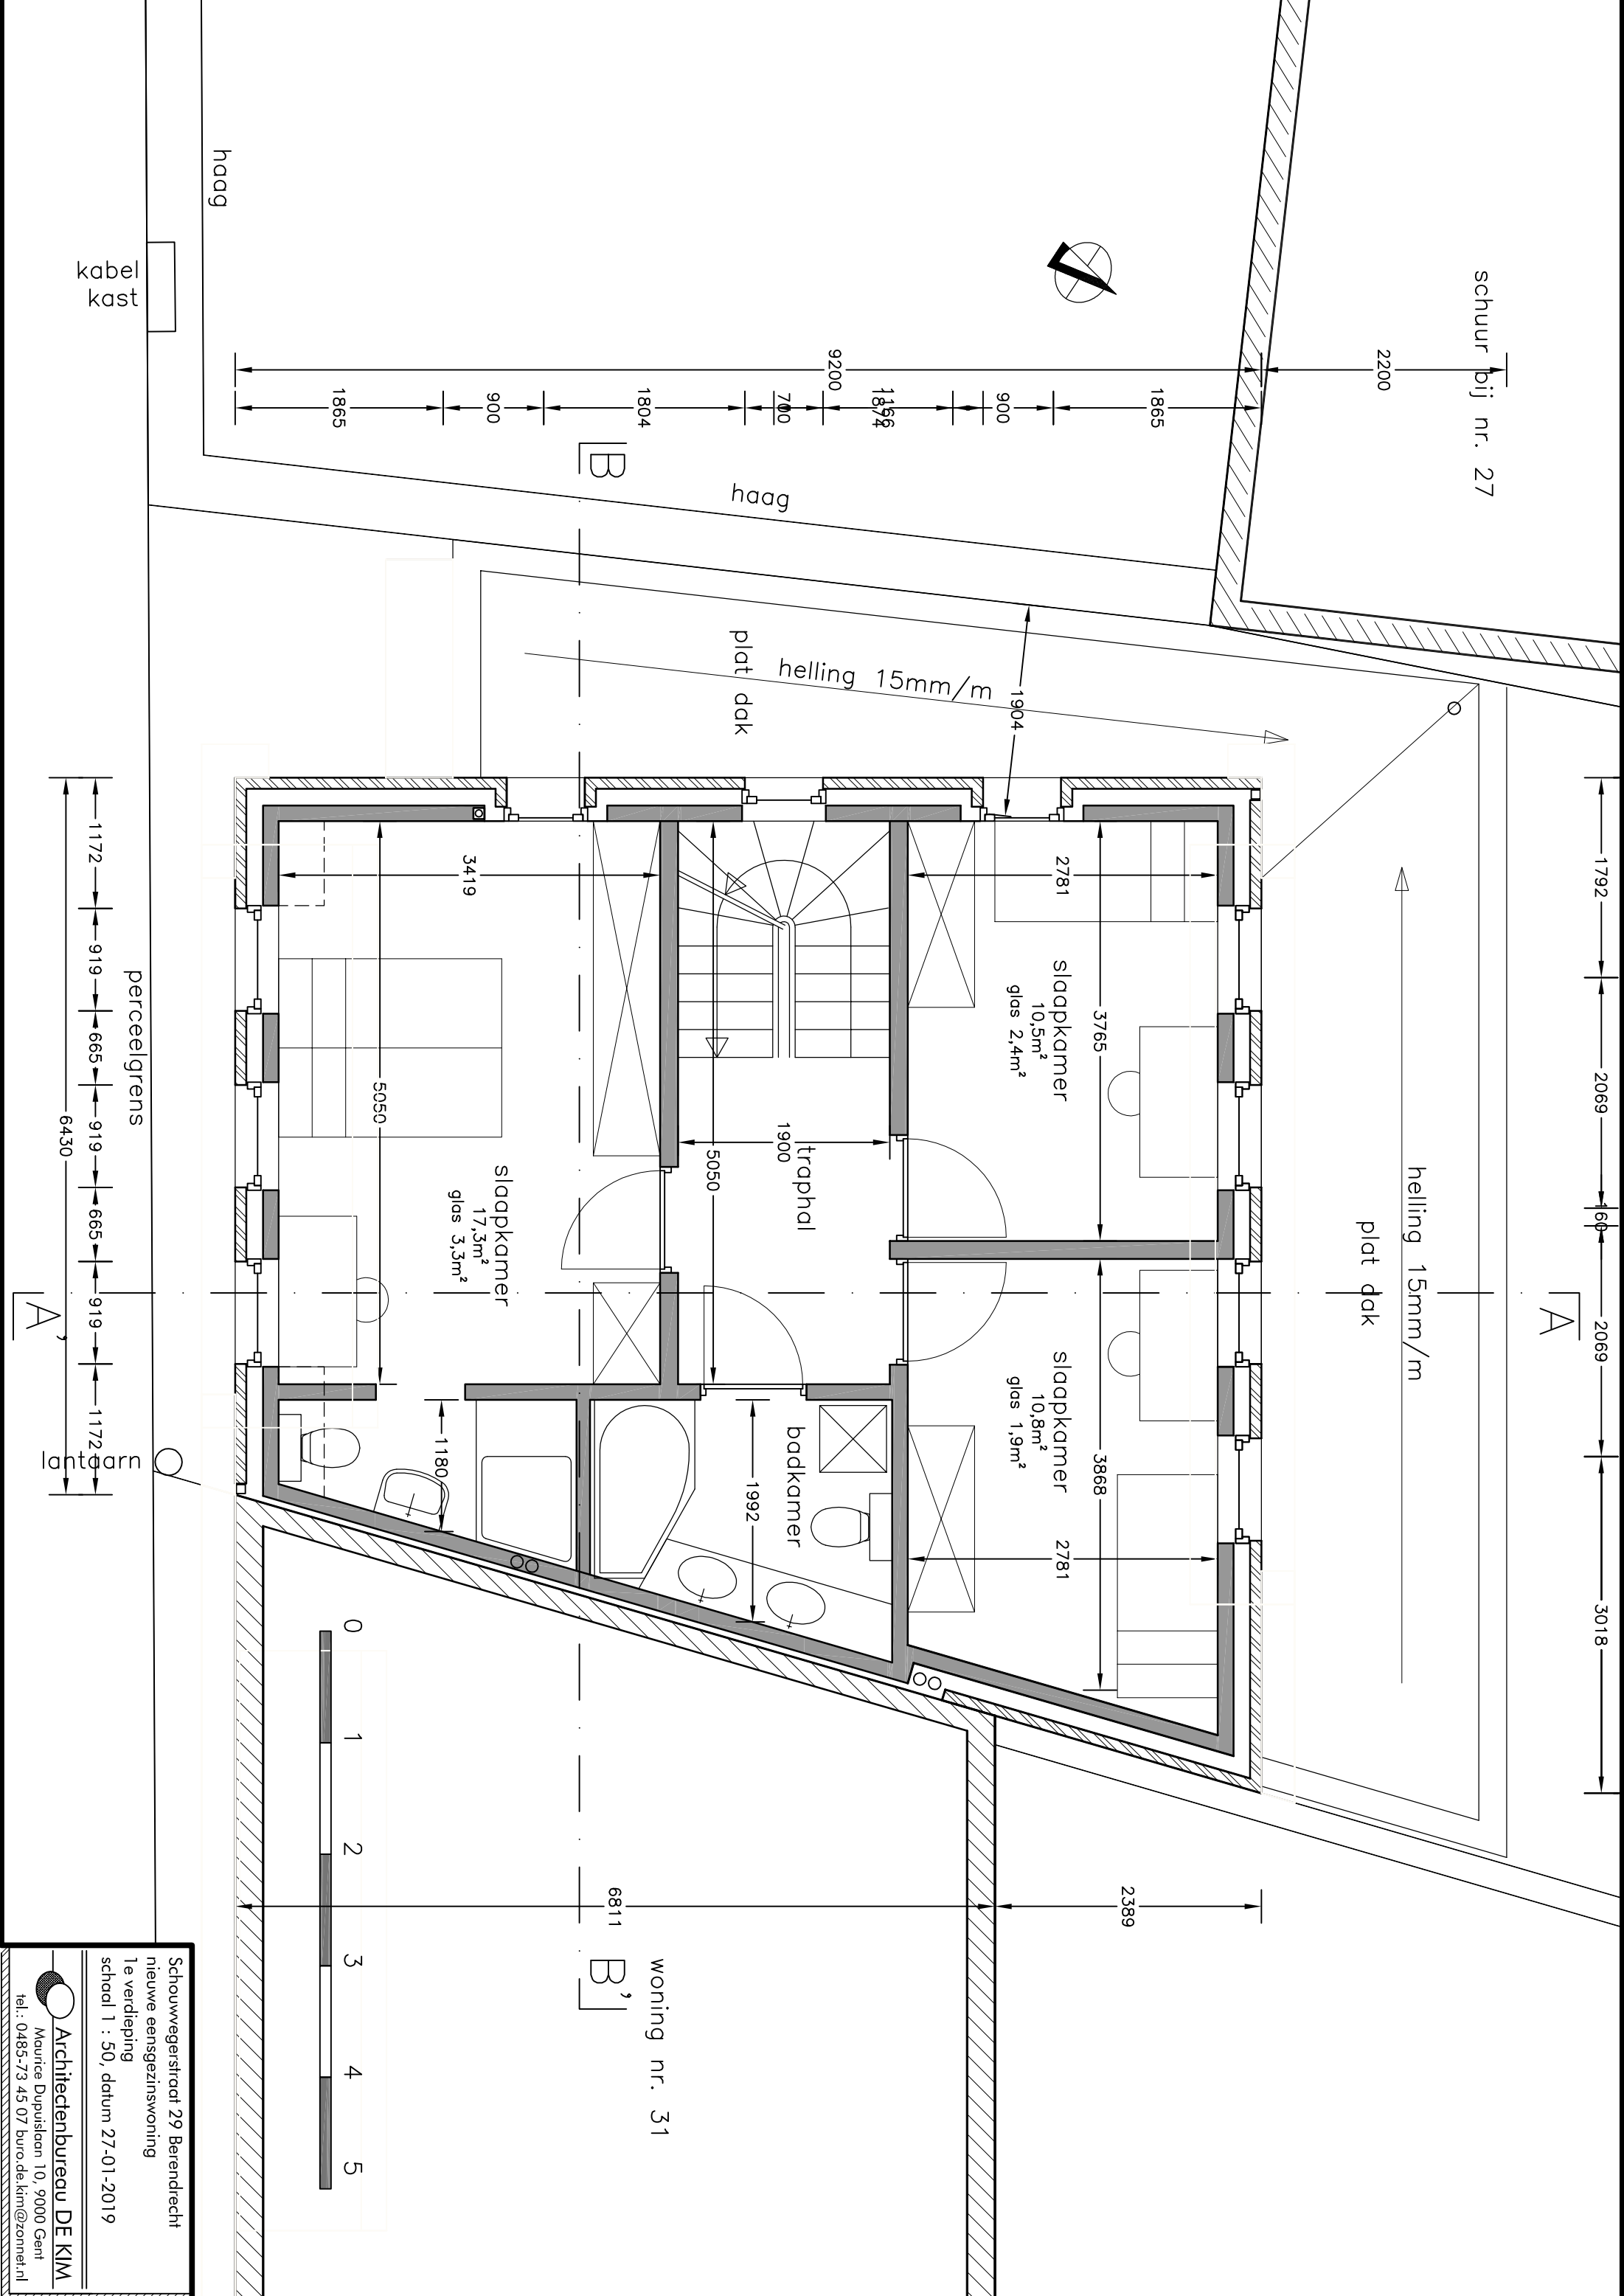 schuur bij nr. 27
haag
kabel
kast
2200
9200
1865
900
1804
700
900
1865
B
haag
plat dak
helling 15mm/m
1904
1792
2069
160
2069
3018
helling 15mm/m
plat dak
A
2781
3765
slaapkamer
10,5m²
glas 2,4m²
slaapkamer
10,8m²
glas 1,9m²
3868
2781
1900
traphal
5050
3419
5050
slaapkamer
17,3m²
glas 3,3m²
badkamer
1992
1180
perceelgrens
1172
919
665
919
665
919
1172
6430
A'
lantaarn
0
1
2
3
4
5
6811
2389
B'
woning nr. 31
Schouwvegerstraat 29 Berendrecht
nieuwe eensgezinswoning
1e verdieping
schaal 1 : 50, datum 27-01-2019
Architectenbureau DE KIM
Maurice Dupuislaan 10, 9000 Gent
tel.: 0485-73 45 07 buro.de.kim@zonnet.nl